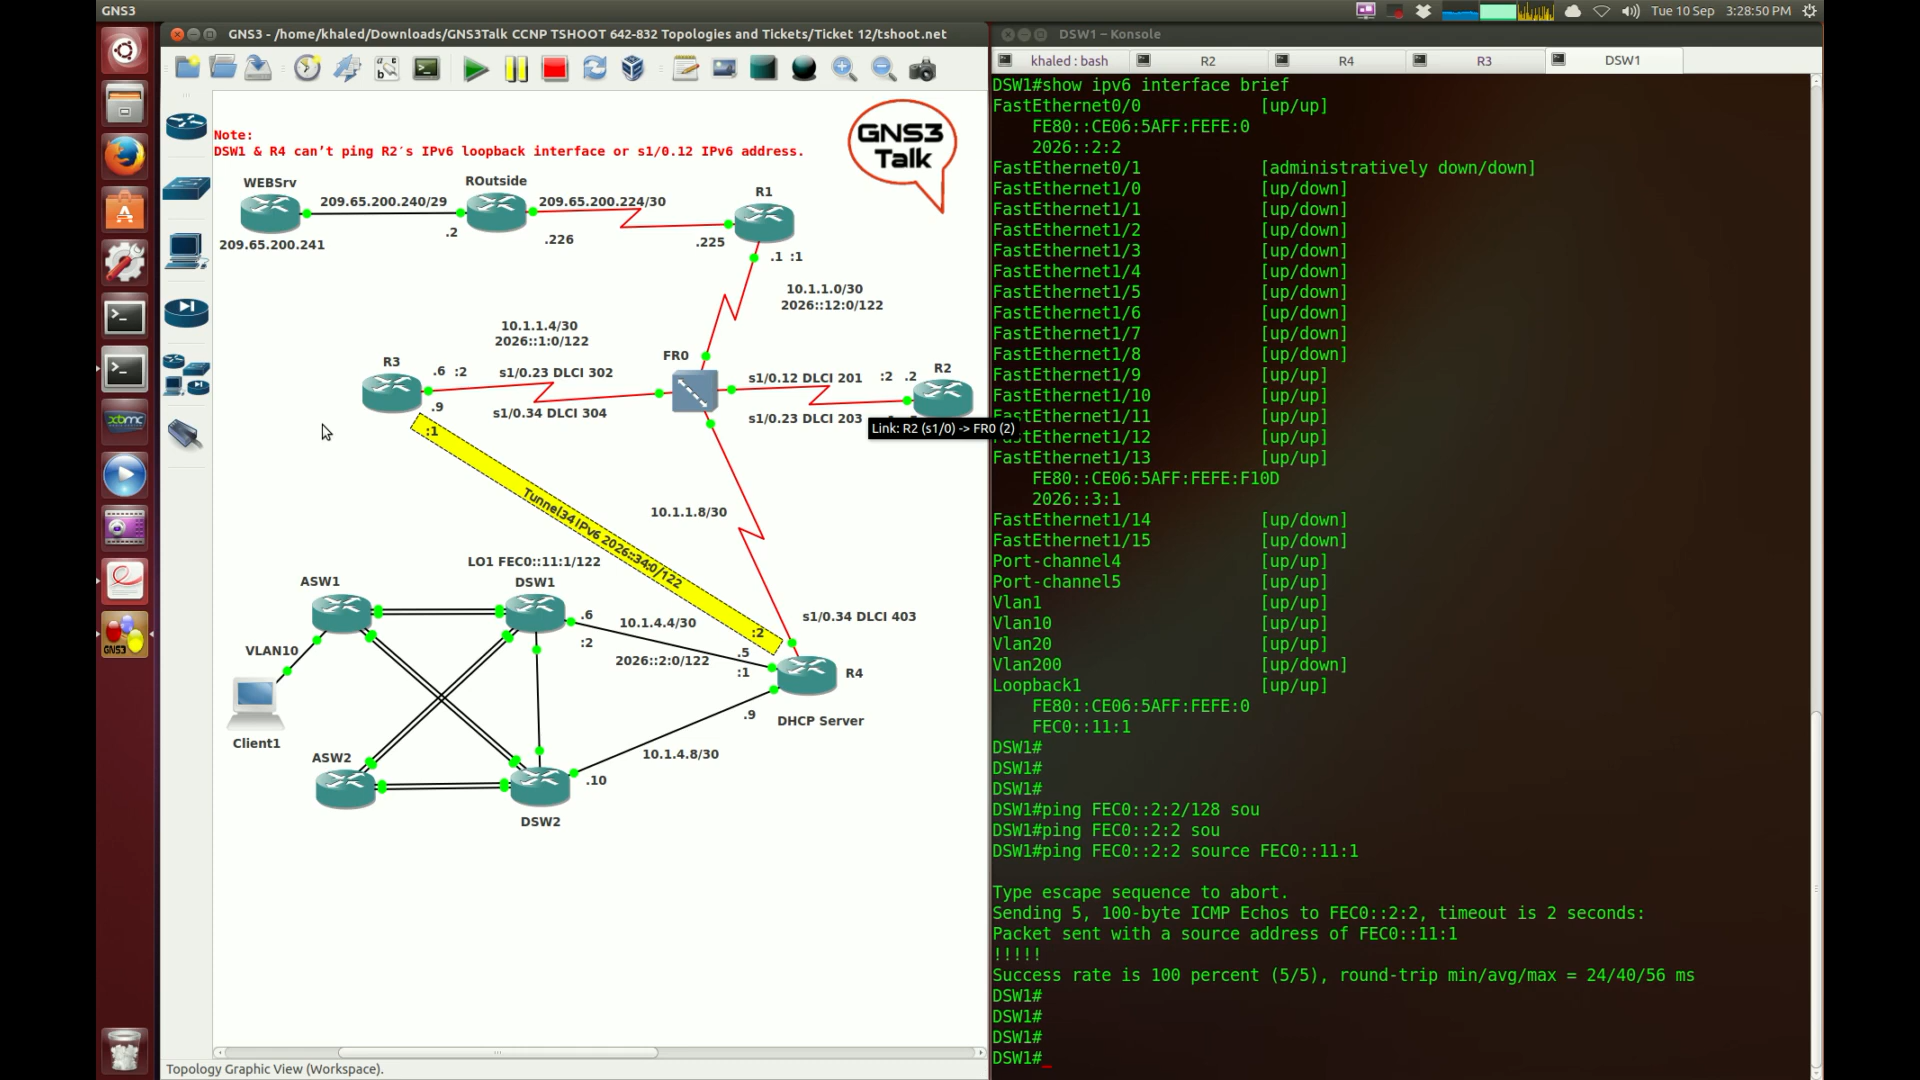 GNS3
Tue 10 Sep
3:28:50 PM
GNS3 - /home/khaled/Downloads/GNS3Talk CCNP TSHOOT 642-832 Topologies and Tickets/Ticket 12/tshoot.net
Note:
DSW1 & R4 can't ping R2's IPv6 loopback interface or s1/0.12 IPv6 address.
GNS3
Talk
WEBSrv
ROutside
R1
209.65.200.240/29
209.65.200.224/30
.2
.226
.225
209.65.200.241
.1 :1
10.1.1.0/30
2026::12:0/122
10.1.1.4/30
2026::1:0/122
R3
FR0
R2
.6 :2
s1/0.23 DLCI 302
s1/0.12 DLCI 201
:2 .2
.9
s1/0.34 DLCI 304
s1/0.23 DLCI 203
Link: R2 (s1/0) -> FR0 (2)
:1
Tunnel34 IPv6 2026::34:0/122
10.1.1.8/30
LO1 FEC0::11:1/122
ASW1
DSW1
.6
10.1.4.4/30
s1/0.34 DLCI 403
:2
:2
2026::2:0/122
.5
:1
VLAN10
R4
.9
DHCP Server
Client1
ASW2
10.1.4.8/30
.10
DSW2
Topology Graphic View (Workspace).
xbmc
GNS3
DSW1 – Konsole
khaled : bash
R2
R4
R3
DSW1
DSW1#show ipv6 interface brief
FastEthernet0/0 [up/up]
FE80::CE06:5AFF:FEFE:0
2026::2:2
FastEthernet0/1 [administratively down/down]
FastEthernet1/0 [up/down]
FastEthernet1/1 [up/down]
FastEthernet1/2 [up/down]
FastEthernet1/3 [up/down]
FastEthernet1/4 [up/down]
FastEthernet1/5 [up/down]
FastEthernet1/6 [up/down]
FastEthernet1/7 [up/down]
FastEthernet1/8 [up/down]
FastEthernet1/9 [up/up]
FastEthernet1/10 [up/up]
FastEthernet1/11 [up/up]
FastEthernet1/12 [up/up]
FastEthernet1/13 [up/up]
FE80::CE06:5AFF:FEFE:F10D
2026::3:1
FastEthernet1/14 [up/down]
FastEthernet1/15 [up/down]
Port-channel4 [up/up]
Port-channel5 [up/up]
Vlan1 [up/up]
Vlan10 [up/up]
Vlan20 [up/up]
Vlan200 [up/down]
Loopback1 [up/up]
FE80::CE06:5AFF:FEFE:0
FEC0::11:1
DSW1#
DSW1#
DSW1#
DSW1#ping FEC0::2:2/128 sou
DSW1#ping FEC0::2:2 sou
DSW1#ping FEC0::2:2 source FEC0::11:1
Type escape sequence to abort.
Sending 5, 100-byte ICMP Echos to FEC0::2:2, timeout is 2 seconds:
Packet sent with a source address of FEC0::11:1
!!!!!
Success rate is 100 percent (5/5), round-trip min/avg/max = 24/40/56 ms
DSW1#
DSW1#
DSW1#
DSW1#_